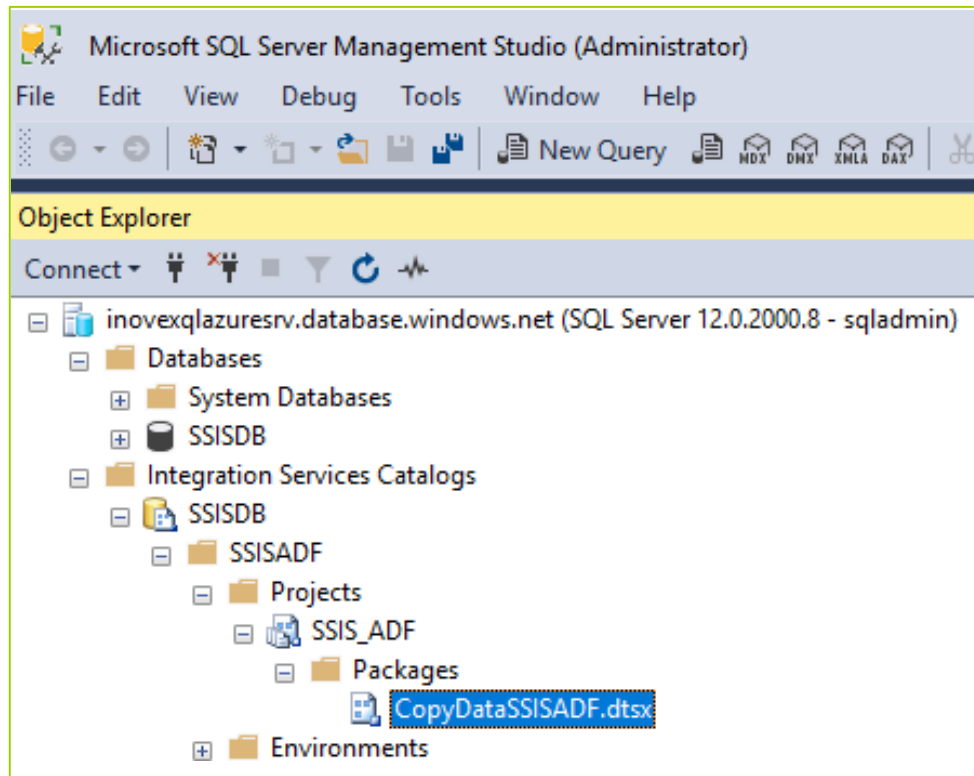 Microsoft SQL Server Management Studio (Administrator)
File Edit View Debug Tools Window Help
New Query MDX DMX XMLA DAX
Object Explorer
Connect
inovexqlazuresrv.database.windows.net (SQL Server 12.0.2000.8 - sqladmin)
Databases
System Databases
SSISDB
Integration Services Catalogs
SSISDB
SSISADF
Projects
SSIS_ADF
Packages
CopyDataSSISADF.dtsx
Environments